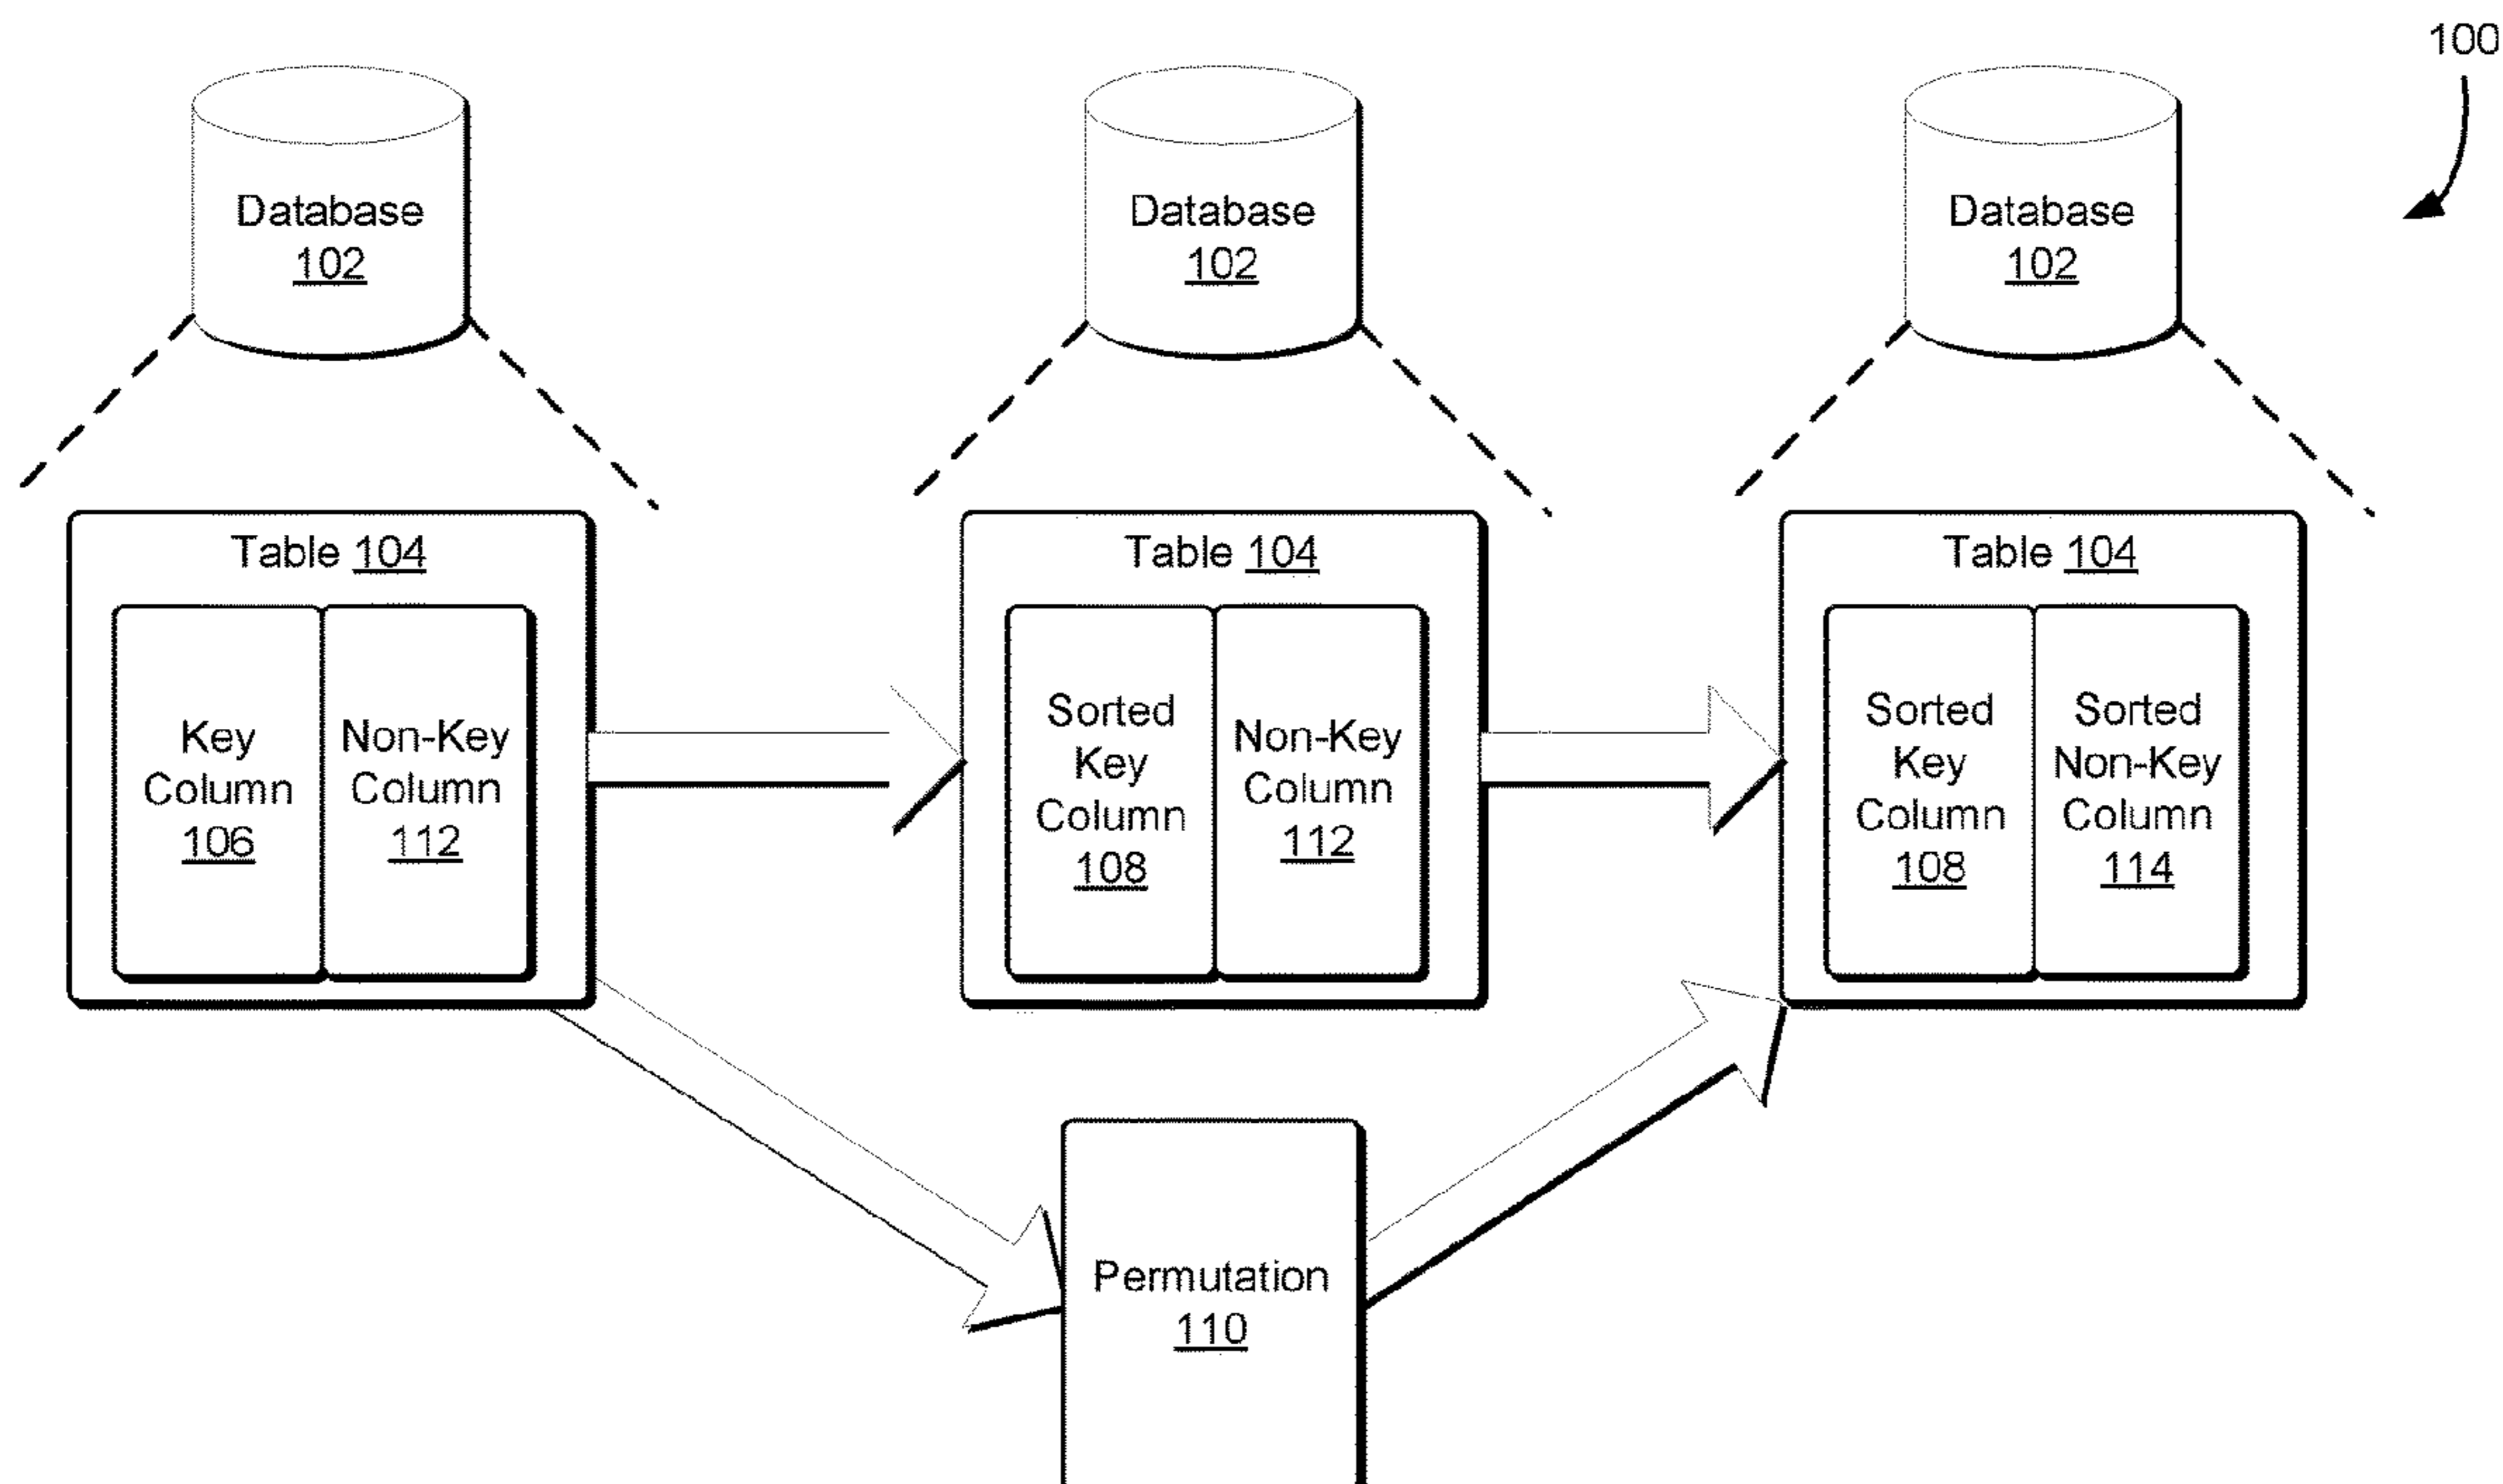 100
Database
102
Database
102
Database
102
Table 104
Key
Column
106
Non-Key
Column
112
Table 104
Sorted
Key
Column
108
Non-Key
Column
112
Table 104
Sorted
Key
Column
108
Sorted
Non-Key
Column
114
Permutation
110